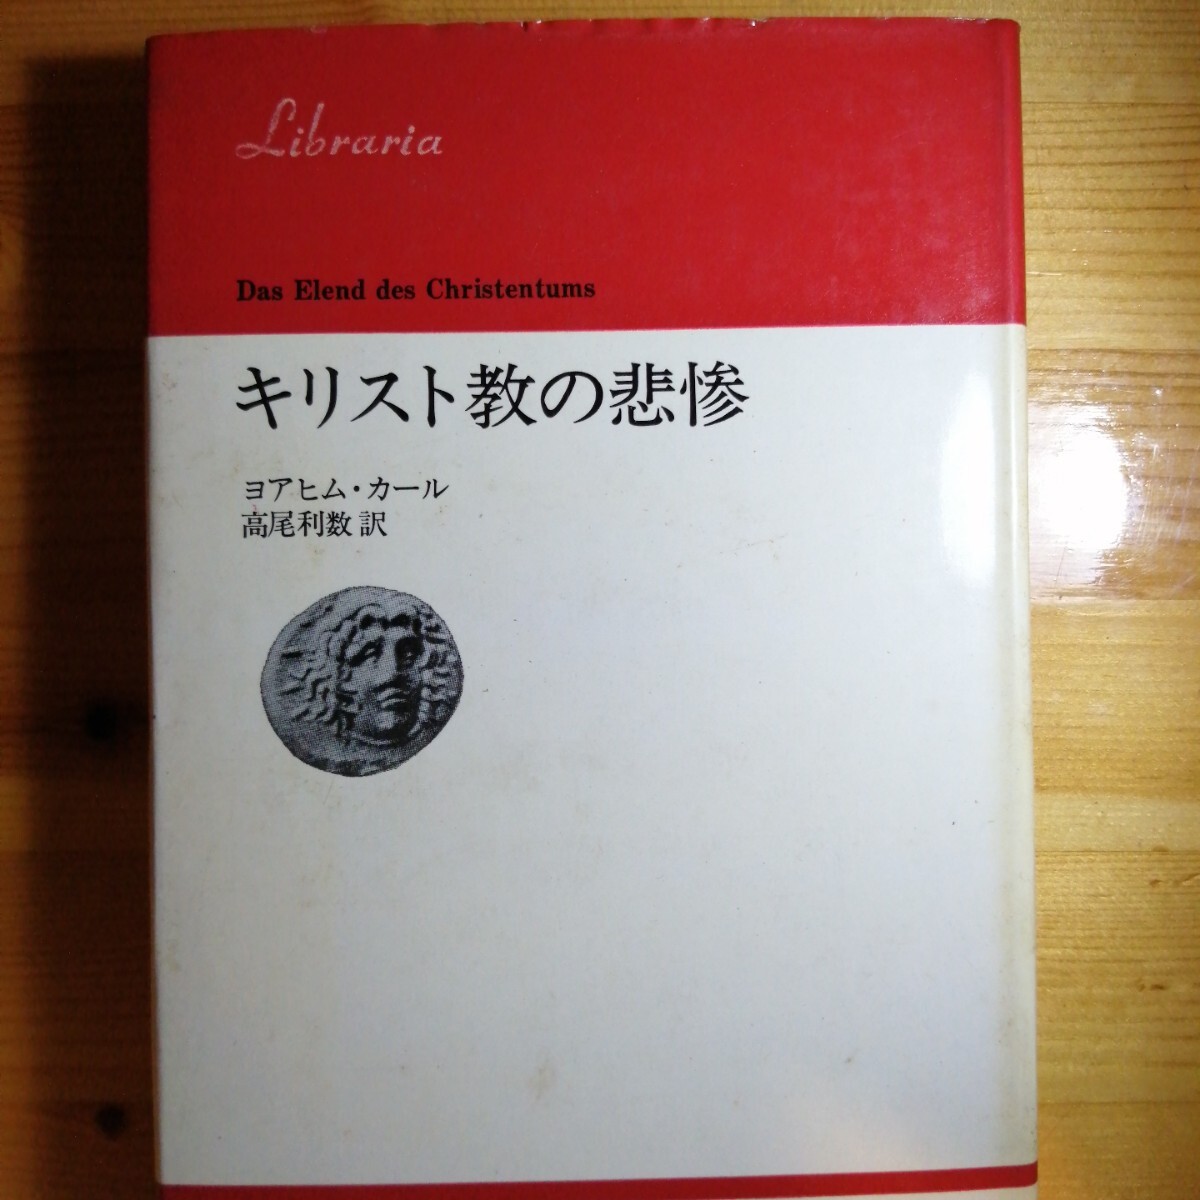 Libraria
Das Elend des Christentums
キリスト教の悲惨
ヨアヒム・カール
高尾利数 訳